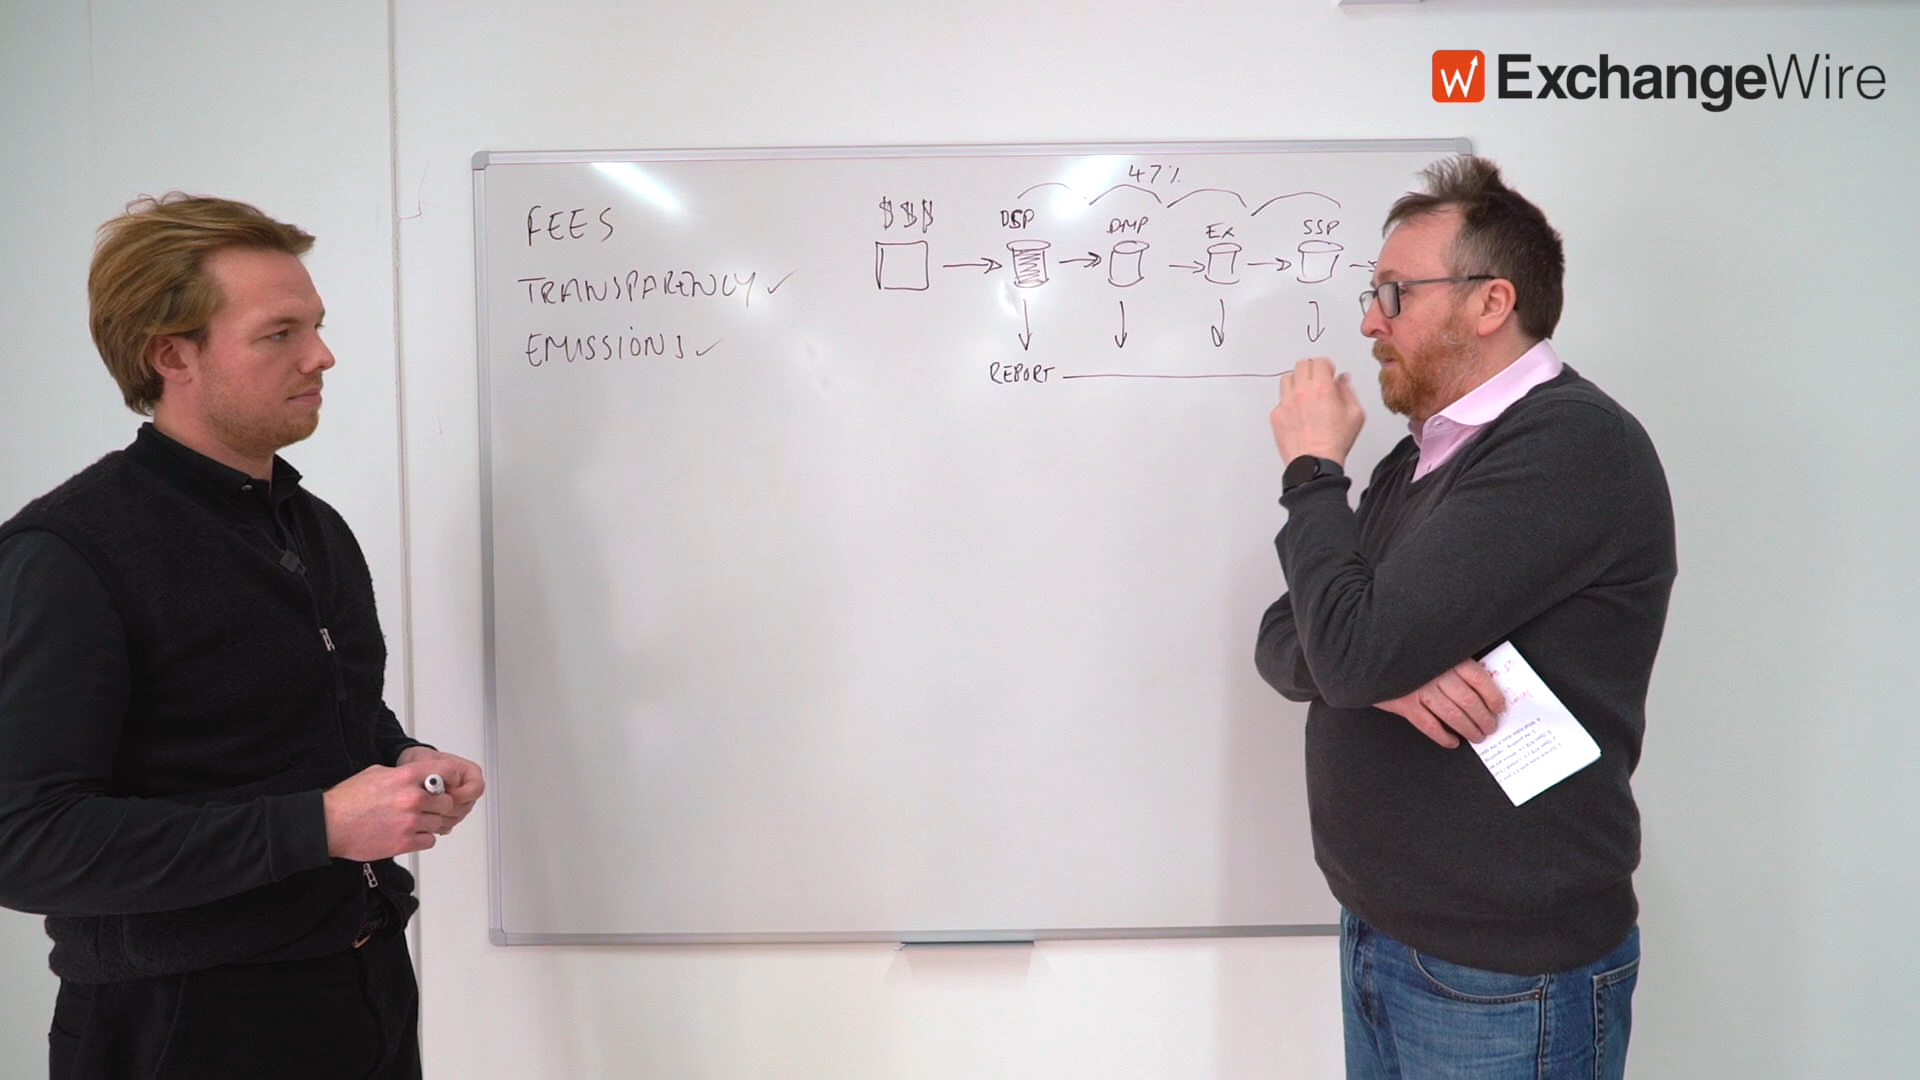 ExchangeWire
47%
$$$ DSP DMP EX SSP
FEES
TRANSPARENCY ✓
EMISSIONS ✓
REPORT